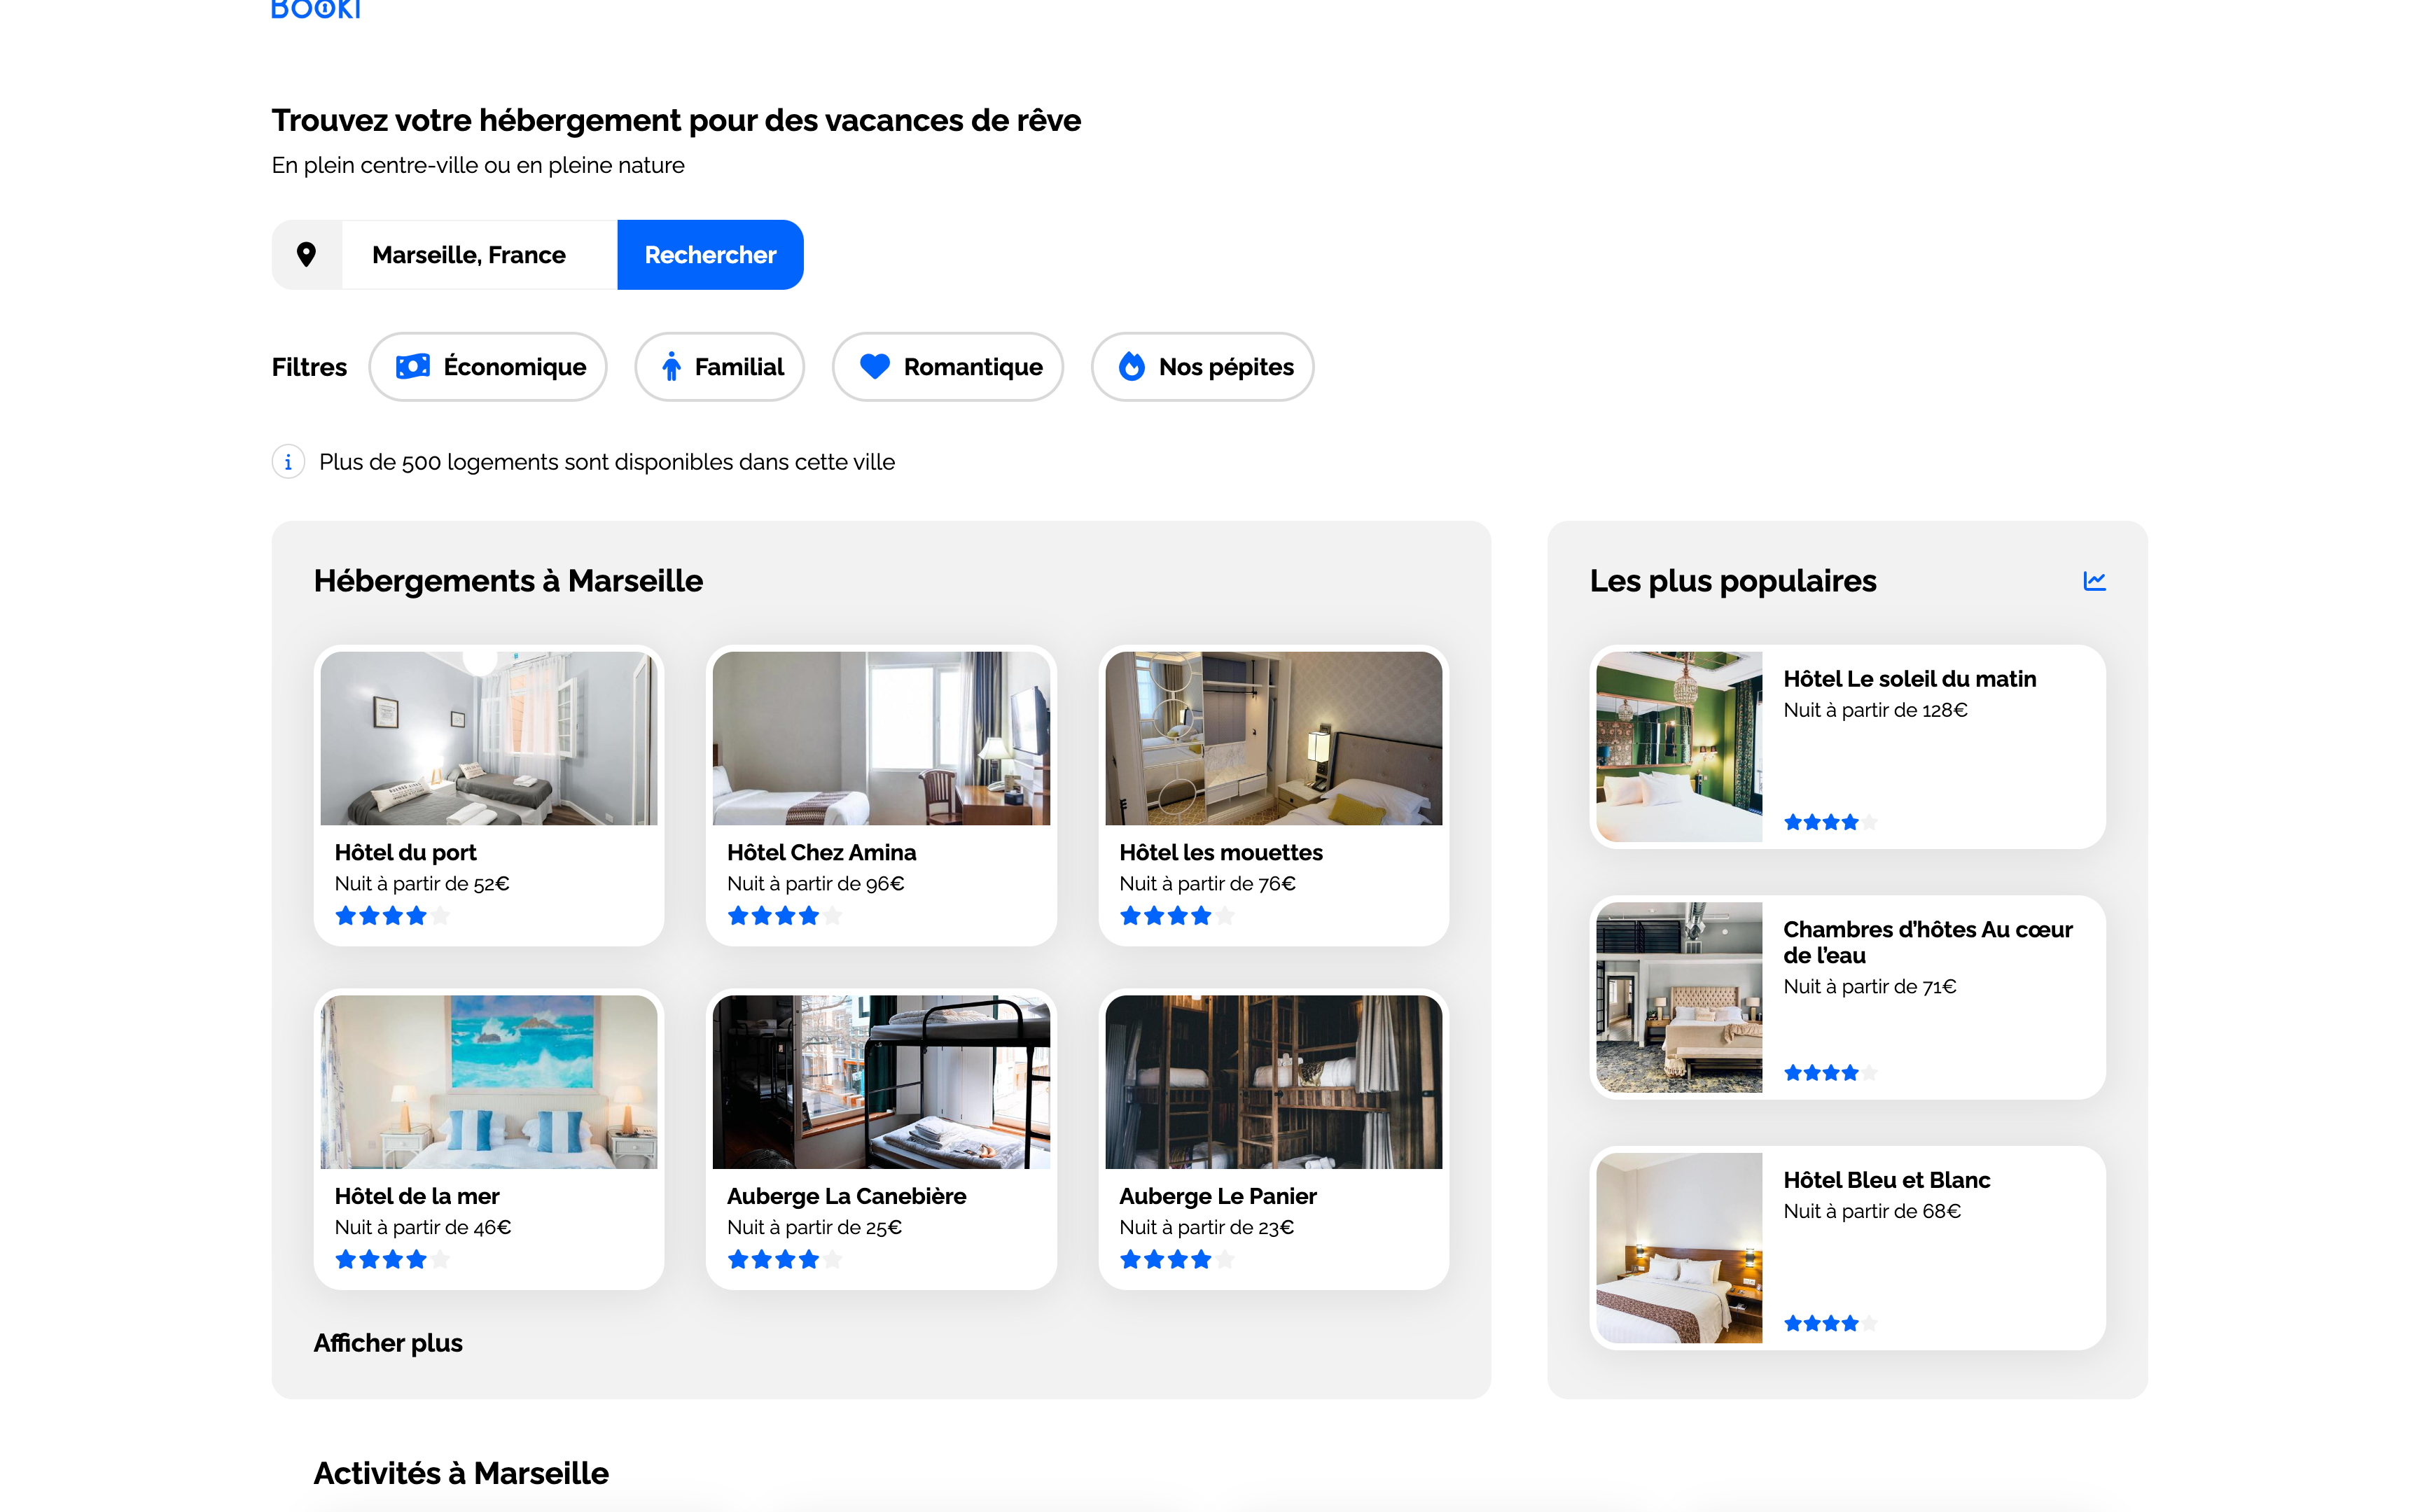 BOOKI
Trouvez votre hébergement pour des vacances de rêve
En plein centre-ville ou en pleine nature
Marseille, France
Rechercher
Filtres
Économique
Familial
Romantique
Nos pépites
Plus de 500 logements sont disponibles dans cette ville
Hébergements à Marseille
Hôtel du port
Nuit à partir de 52€
Hôtel Chez Amina
Nuit à partir de 96€
Hôtel les mouettes
Nuit à partir de 76€
Hôtel de la mer
Nuit à partir de 46€
Auberge La Canebière
Nuit à partir de 25€
Auberge Le Panier
Nuit à partir de 23€
Afficher plus
Les plus populaires
Hôtel Le soleil du matin
Nuit à partir de 128€
Chambres d’hôtes Au cœur
de l’eau
Nuit à partir de 71€
Hôtel Bleu et Blanc
Nuit à partir de 68€
Activités à Marseille